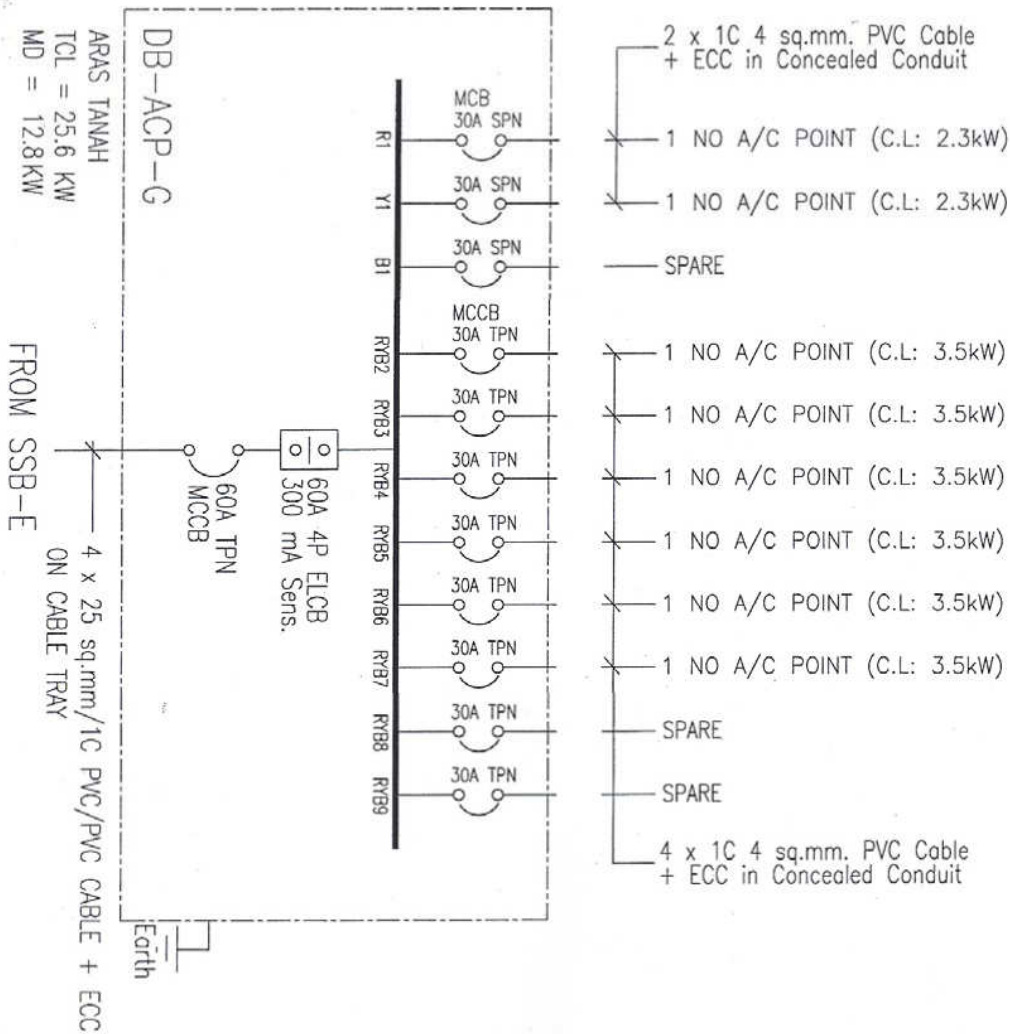 DB-ACP-G
ARAS TANAH
TCL = 25.6 KW
MD = 12.8KW
FROM SSB-E
4 x 25 sq.mm/1C PVC/PVC CABLE + ECC
ON CABLE TRAY
60A TPN
MCCB
60A 4P ELCB
300 mA Sens.
Earth
2 x 1C 4 sq.mm. PVC Cable
+ ECC in Concealed Conduit
MCB
R1 30A SPN 1 NO A/C POINT (C.L: 2.3kW)
Y1 30A SPN 1 NO A/C POINT (C.L: 2.3kW)
B1 30A SPN SPARE
MCCB
RYB2 30A TPN 1 NO A/C POINT (C.L: 3.5kW)
RYB3 30A TPN 1 NO A/C POINT (C.L: 3.5kW)
RYB4 30A TPN 1 NO A/C POINT (C.L: 3.5kW)
RYB5 30A TPN 1 NO A/C POINT (C.L: 3.5kW)
RYB6 30A TPN 1 NO A/C POINT (C.L: 3.5kW)
RYB7 30A TPN 1 NO A/C POINT (C.L: 3.5kW)
RYB8 30A TPN SPARE
RYB9 30A TPN SPARE
4 x 1C 4 sq.mm. PVC Cable
+ ECC in Concealed Conduit